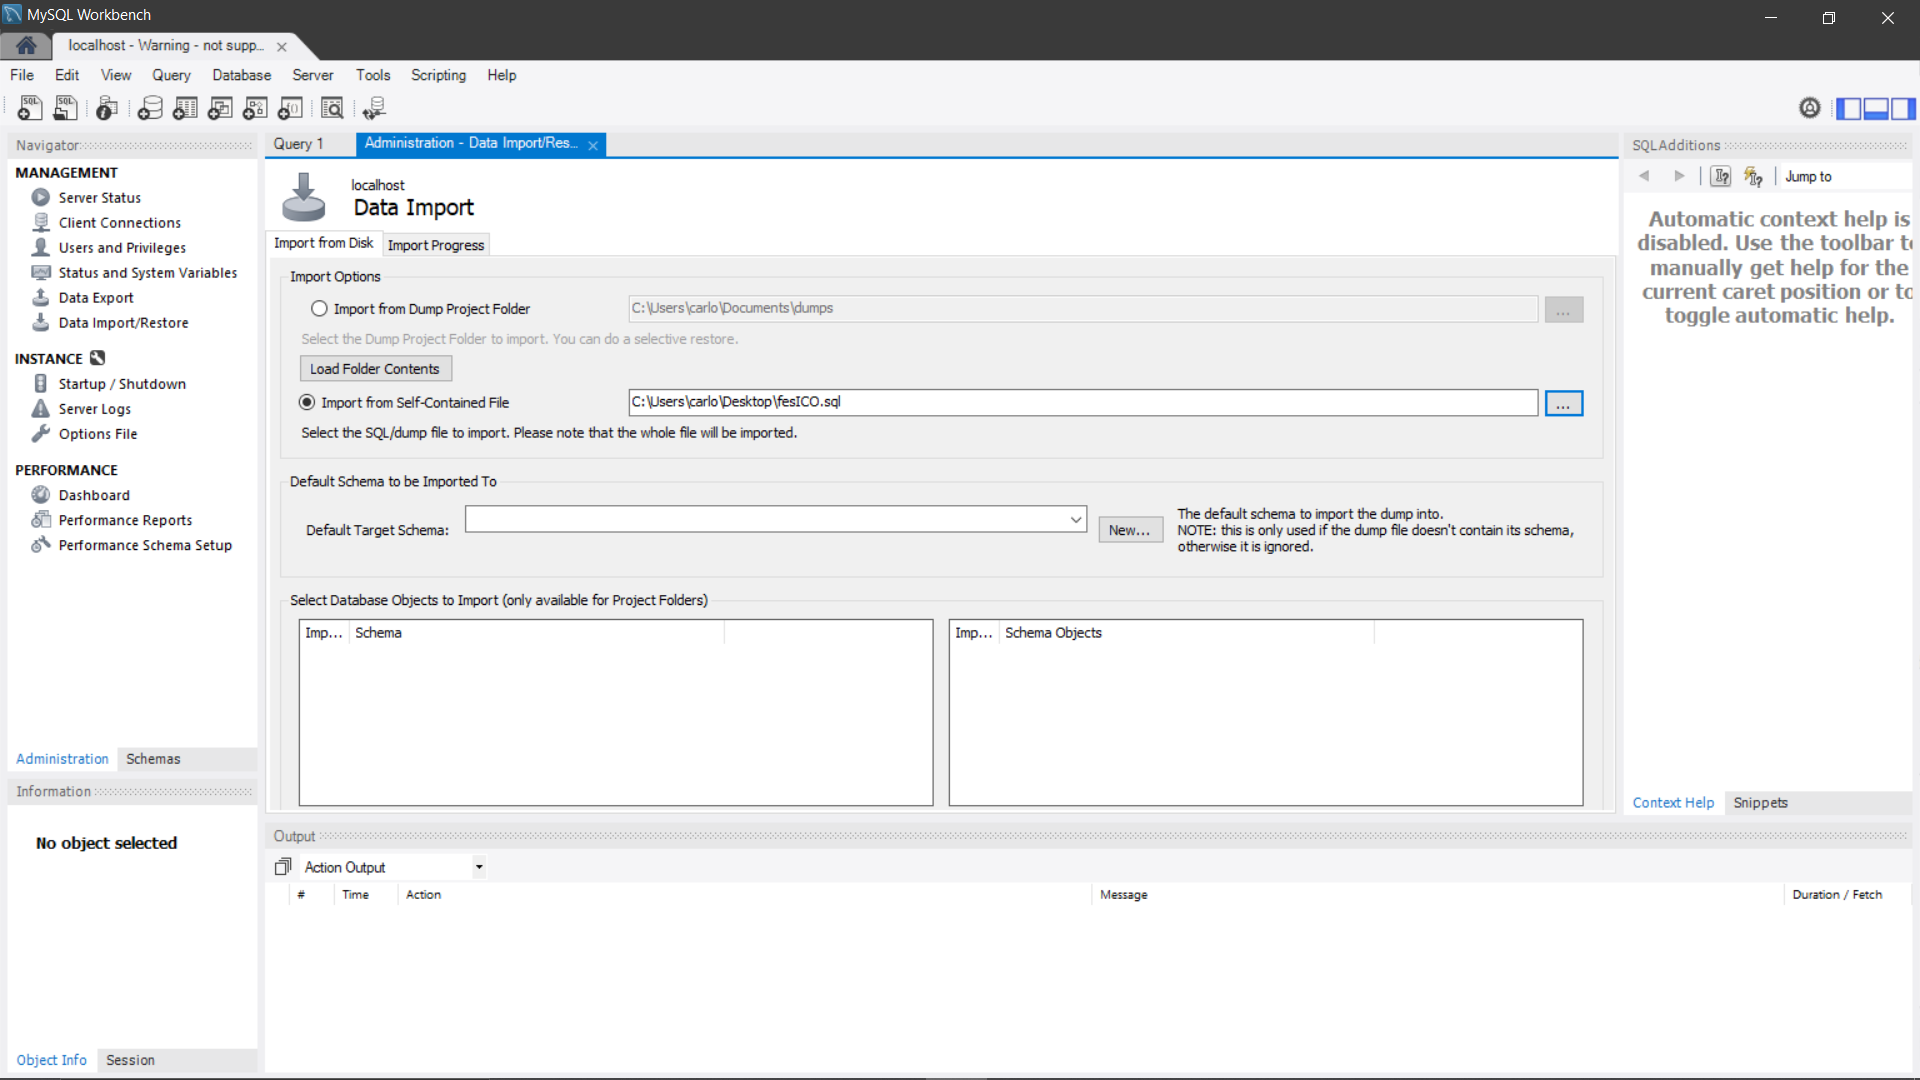 MySQL Workbench
localhost - Warning - not supp...
File Edit View Query Database Server Tools Scripting Help
Navigator
MANAGEMENT
Server Status
Client Connections
Users and Privileges
Status and System Variables
Data Export
Data Import/Restore
INSTANCE
Startup / Shutdown
Server Logs
Options File
PERFORMANCE
Dashboard
Performance Reports
Performance Schema Setup
Administration Schemas
Information
No object selected
Object Info Session
Query 1 Administration - Data Import/Res...
localhost
Data Import
Import from Disk Import Progress
Import Options
Import from Dump Project Folder C:\Users\carlo\Documents\dumps ...
Select the Dump Project Folder to import. You can do a selective restore.
Load Folder Contents
Import from Self-Contained File C:\Users\carlo\Desktop\fesICO.sql ...
Select the SQL/dump file to import. Please note that the whole file will be imported.
Default Schema to be Imported To
Default Target Schema: New...
The default schema to import the dump into.
NOTE: this is only used if the dump file doesn't contain its schema,
otherwise it is ignored.
Select Database Objects to Import (only available for Project Folders)
Imp... Schema
Imp... Schema Objects
Output
Action Output
# Time Action Message Duration / Fetch
SQLAdditions
Jump to
Automatic context help is
disabled. Use the toolbar to
manually get help for the
current caret position or to
toggle automatic help.
Context Help Snippets